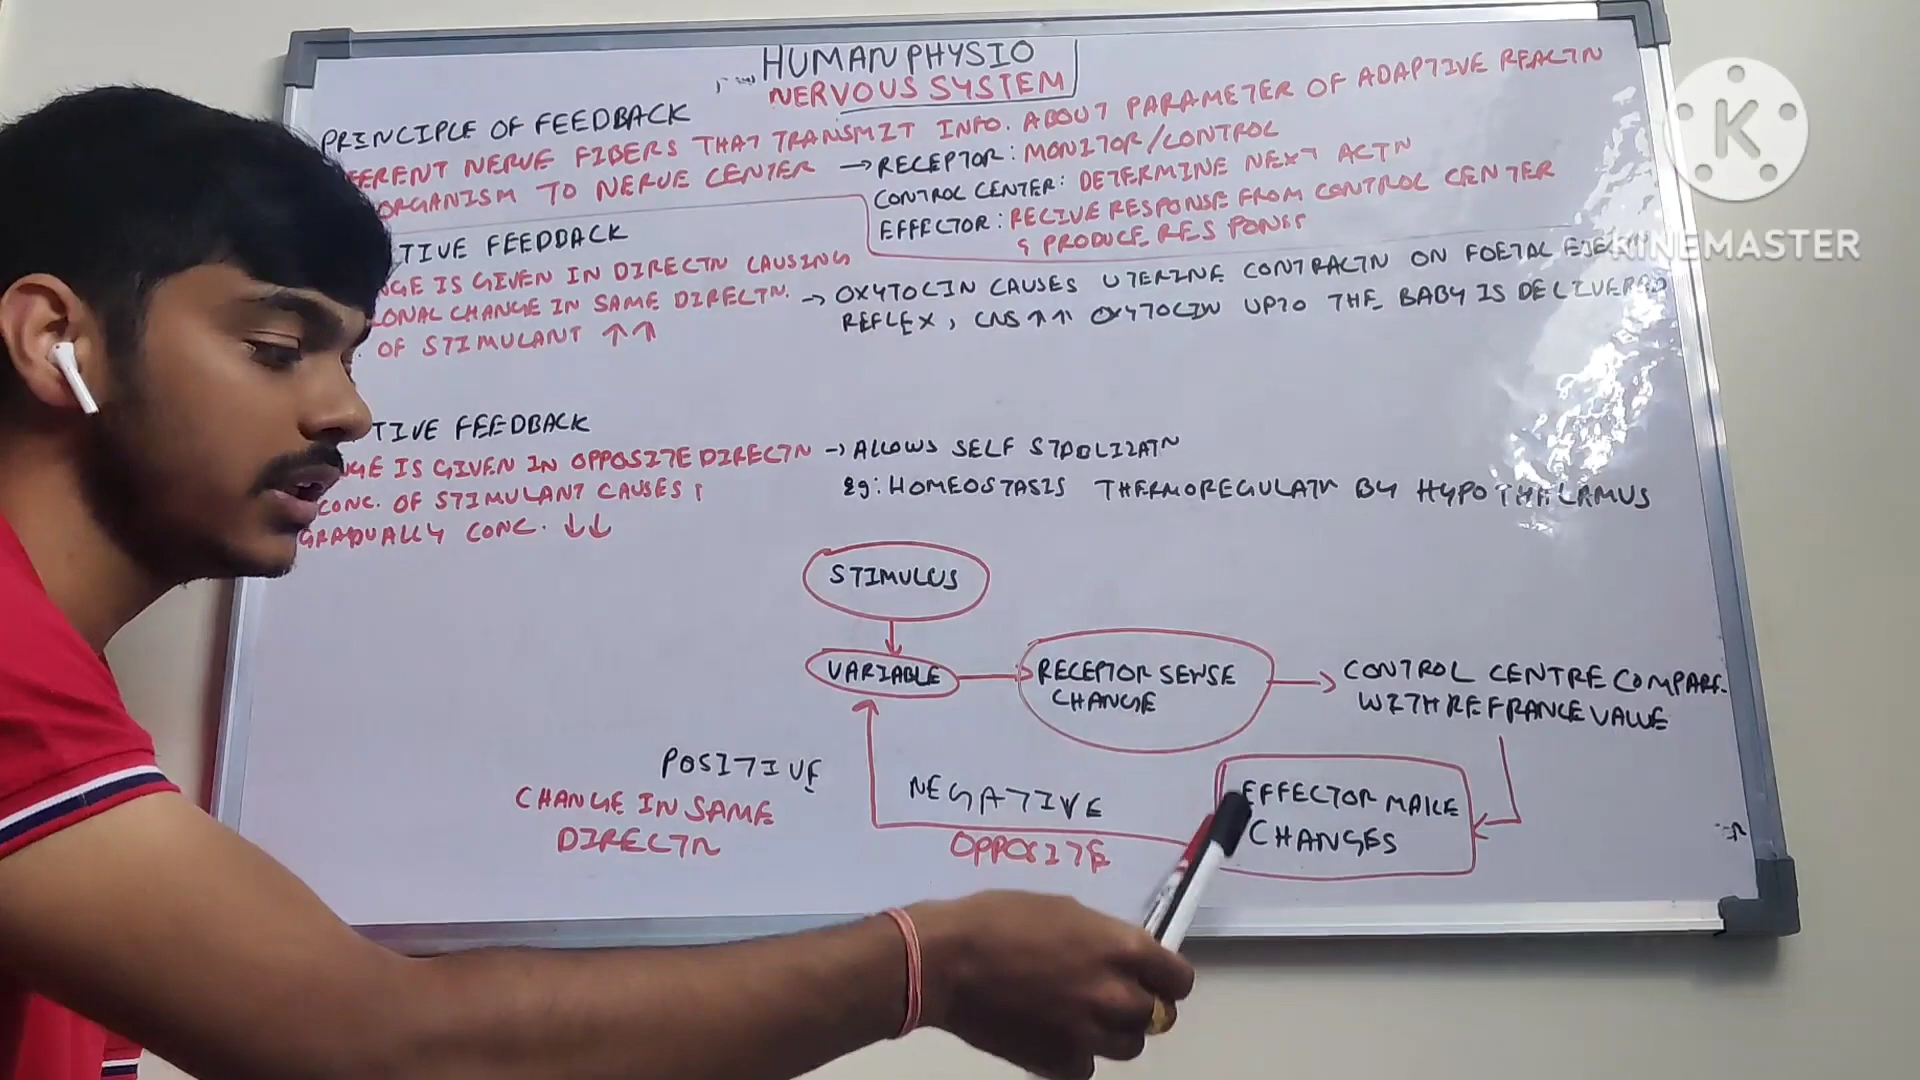 HUMAN PHYSIO
NERVOUS SYSTEM
PRINCIPLE OF FEEDBACK
FERENT NERVE FIBERS THAT TRANSMIT INFO. ABOUT PARAMETER OF ADAPTIVE REACTN
ORGANISM TO NERVE CENTER → RECEPTOR: MONITOR/CONTROL
CONTROL CENTER: DETERMINE NEXT ACTN
EFFECTOR: RECIVE RESPONSE FROM CONTROL CENTER
& PRODUCE RESPONSE
TIVE FEEDBACK
NGE IS GIVEN IN DIRECTN CAUSING
IONAL CHANGE IN SAME DIRECTN.
OF STIMULANT ↑↑
→ OXYTOCIN CAUSES UTERINE CONTRACTN ON FOETAL
REFLEX, CNS ↑↑ OXYTOCIN UPTO THE BABY IS DELIVERED
TIVE FEEDBACK
NGE IS GIVEN IN OPPOSITE DIRECTN → ALLOWS SELF STABLIZATN
CONC. OF STIMULANT CAUSES ↑
GRADUALLY CONC. ↓↓
Eg: HOMEOSTASIS THERMOREGULATN BY HYPOTHALAMUS
STIMULUS
VARIABLE
RECEPTOR SENSE
CHANGE
CONTROL CENTRE COMPARE
WITH REFRANCE VALUE
POSITIVE
CHANGE IN SAME
DIRECTN
NEGATIVE
OPPOSITE
EFFECTOR MAKE
CHANGES
K
KINEMASTER